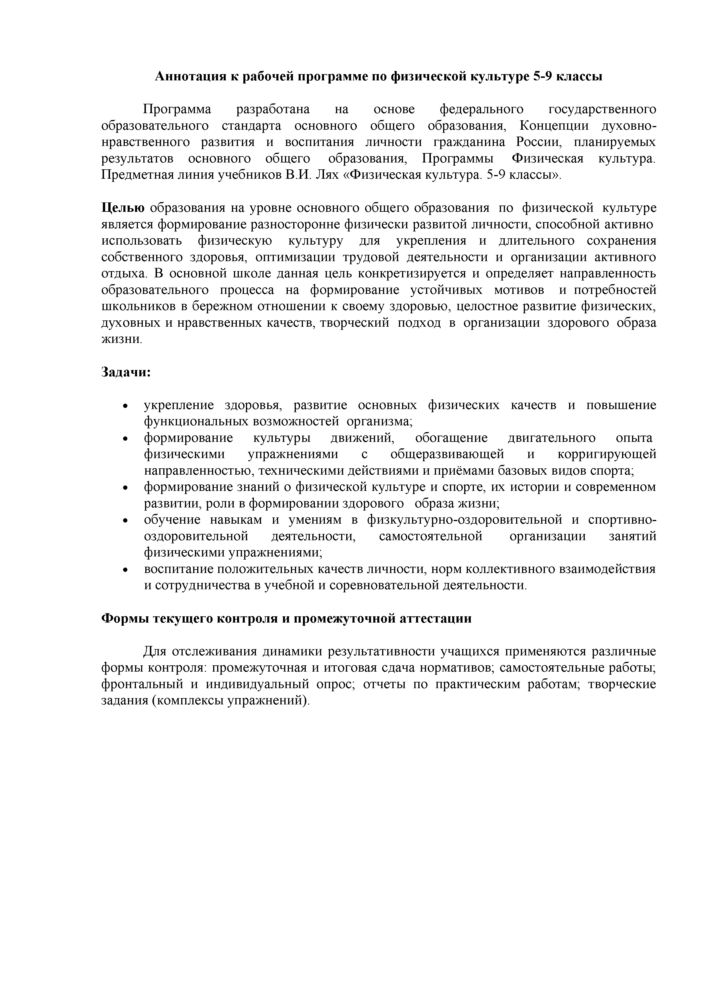 Аннотация к рабочей программе по физической культуре 5-9 классы
Программа разработана на основе федерального государственного
образовательного стандарта основного общего образования, Концепции духовно-
нравственного развития и воспитания личности гражданина России, планируемых
результатов основного общего образования, Программы Физическая культура.
Предметная линия учебников В.И. Лях «Физическая культура. 5-9 классы».
Целью образования на уровне основного общего образования по физической культуре
является формирование разносторонне физически развитой личности, способной активно
использовать физическую культуру для укрепления и длительного сохранения
собственного здоровья, оптимизации трудовой деятельности и организации активного
отдыха. В основной школе данная цель конкретизируется и определяет направленность
образовательного процесса на формирование устойчивых мотивов и потребностей
школьников в бережном отношении к своему здоровью, целостное развитие физических,
духовных и нравственных качеств, творческий подход в организации здорового образа
жизни.
Задачи:
• укрепление здоровья, развитие основных физических качеств и повышение
функциональных возможностей организма;
• формирование культуры движений, обогащение двигательного опыта
физическими упражнениями с общеразвивающей и корригирующей
направленностью, техническими действиями и приёмами базовых видов спорта;
• формирование знаний о физической культуре и спорте, их истории и современном
развитии, роли в формировании здорового образа жизни;
• обучение навыкам и умениям в физкультурно-оздоровительной и спортивно-
оздоровительной деятельности, самостоятельной организации занятий
физическими упражнениями;
• воспитание положительных качеств личности, норм коллективного взаимодействия
и сотрудничества в учебной и соревновательной деятельности.
Формы текущего контроля и промежуточной аттестации
Для отслеживания динамики результативности учащихся применяются различные
формы контроля: промежуточная и итоговая сдача нормативов; самостоятельные работы;
фронтальный и индивидуальный опрос; отчеты по практическим работам; творческие
задания (комплексы упражнений).